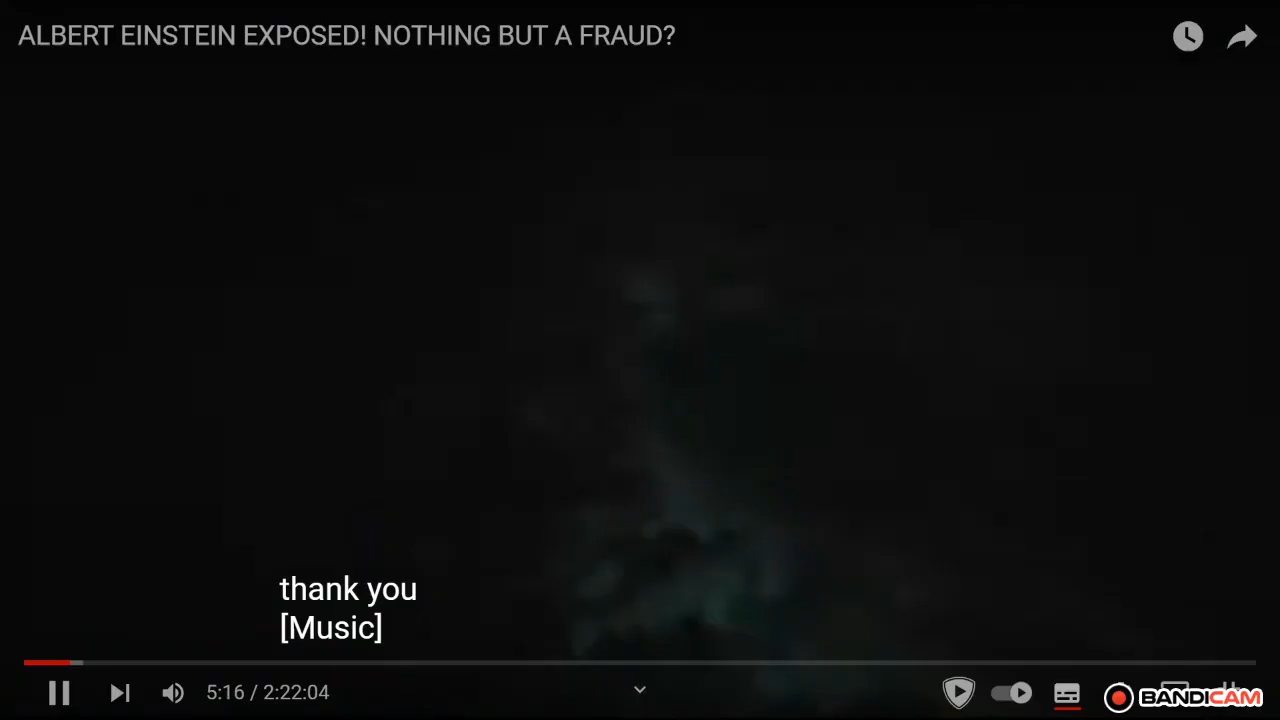 ALBERT EINSTEIN EXPOSED! NOTHING BUT A FRAUD?
thank you
[Music]
5:16 / 2:22:04
BANDICAM